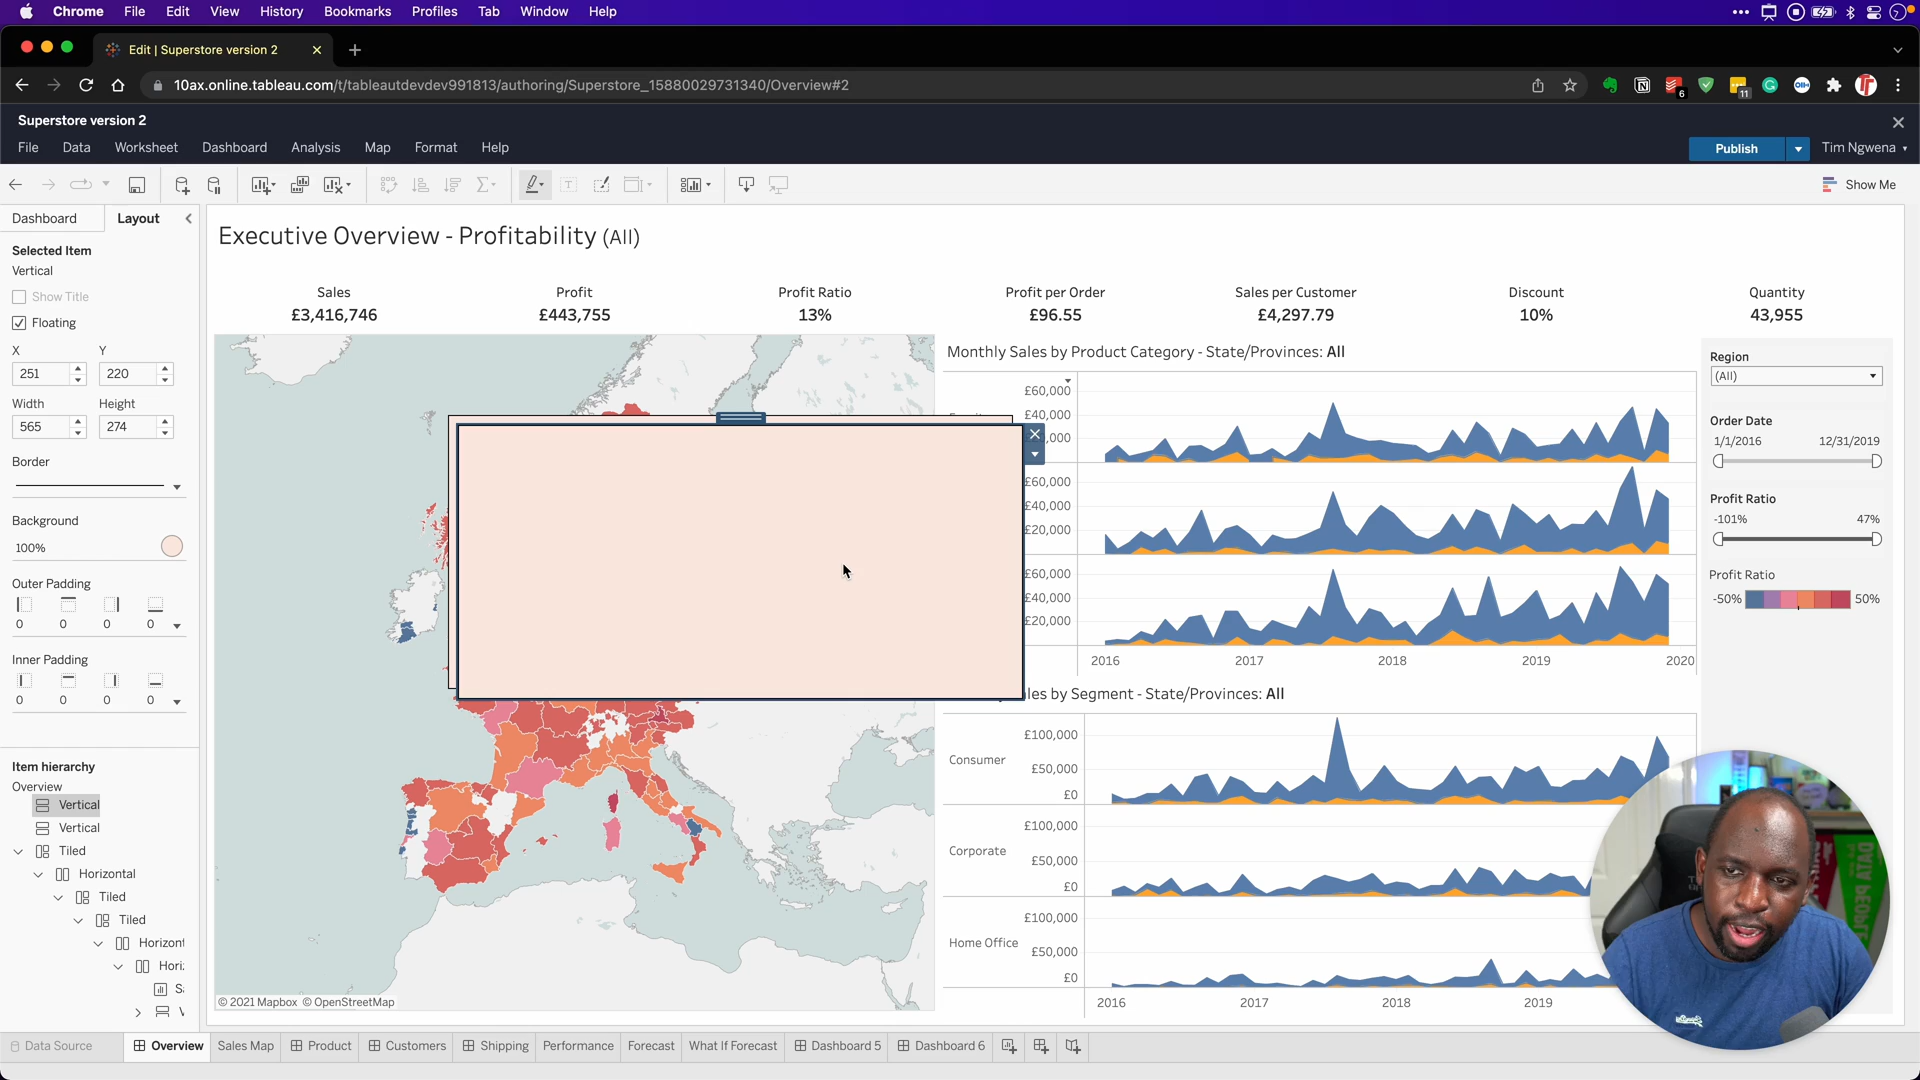 Chrome File Edit View History Bookmarks Profiles Tab Window Help
Edit | Superstore version 2
10ax.online.tableau.com/t/tableautdevdev991813/authoring/Superstore_15880029731340/Overview#2
6
11
Superstore version 2
File Data Worksheet Dashboard Analysis Map Format Help
Publish
Tim Ngwena
Show Me
Dashboard Layout
Selected Item
Vertical
Show Title
Floating
X Y
251 220
Width Height
565 274
Border
Background
100%
Outer Padding
0 0 0 0
Inner Padding
0 0 0 0
Item hierarchy
Overview
Vertical
Vertical
Tiled
Horizontal
Tiled
Tiled
Horizont
Hori
Executive Overview - Profitability (All)
Sales Profit Profit Ratio Profit per Order Sales per Customer Discount Quantity
£3,416,746 £443,755 13% £96.55 £4,297.79 10% 43,955
Monthly Sales by Product Category - State/Provinces: All
£60,000
£40,000
,000
£60,000
£40,000
£20,000
£60,000
£40,000
£20,000
2016 2017 2018 2019 2020
les by Segment - State/Provinces: All
£100,000
Consumer £50,000
£0
£100,000
Corporate £50,000
£0
£100,000
Home Office £50,000
£0
2016 2017 2018 2019
© 2021 Mapbox © OpenStreetMap
Region
(All)
Order Date
1/1/2016 12/31/2019
Profit Ratio
-101% 47%
Profit Ratio
-50% 50%
DATA PEOPLE
Data Source Overview Sales Map Product Customers Shipping Performance Forecast What If Forecast Dashboard 5 Dashboard 6